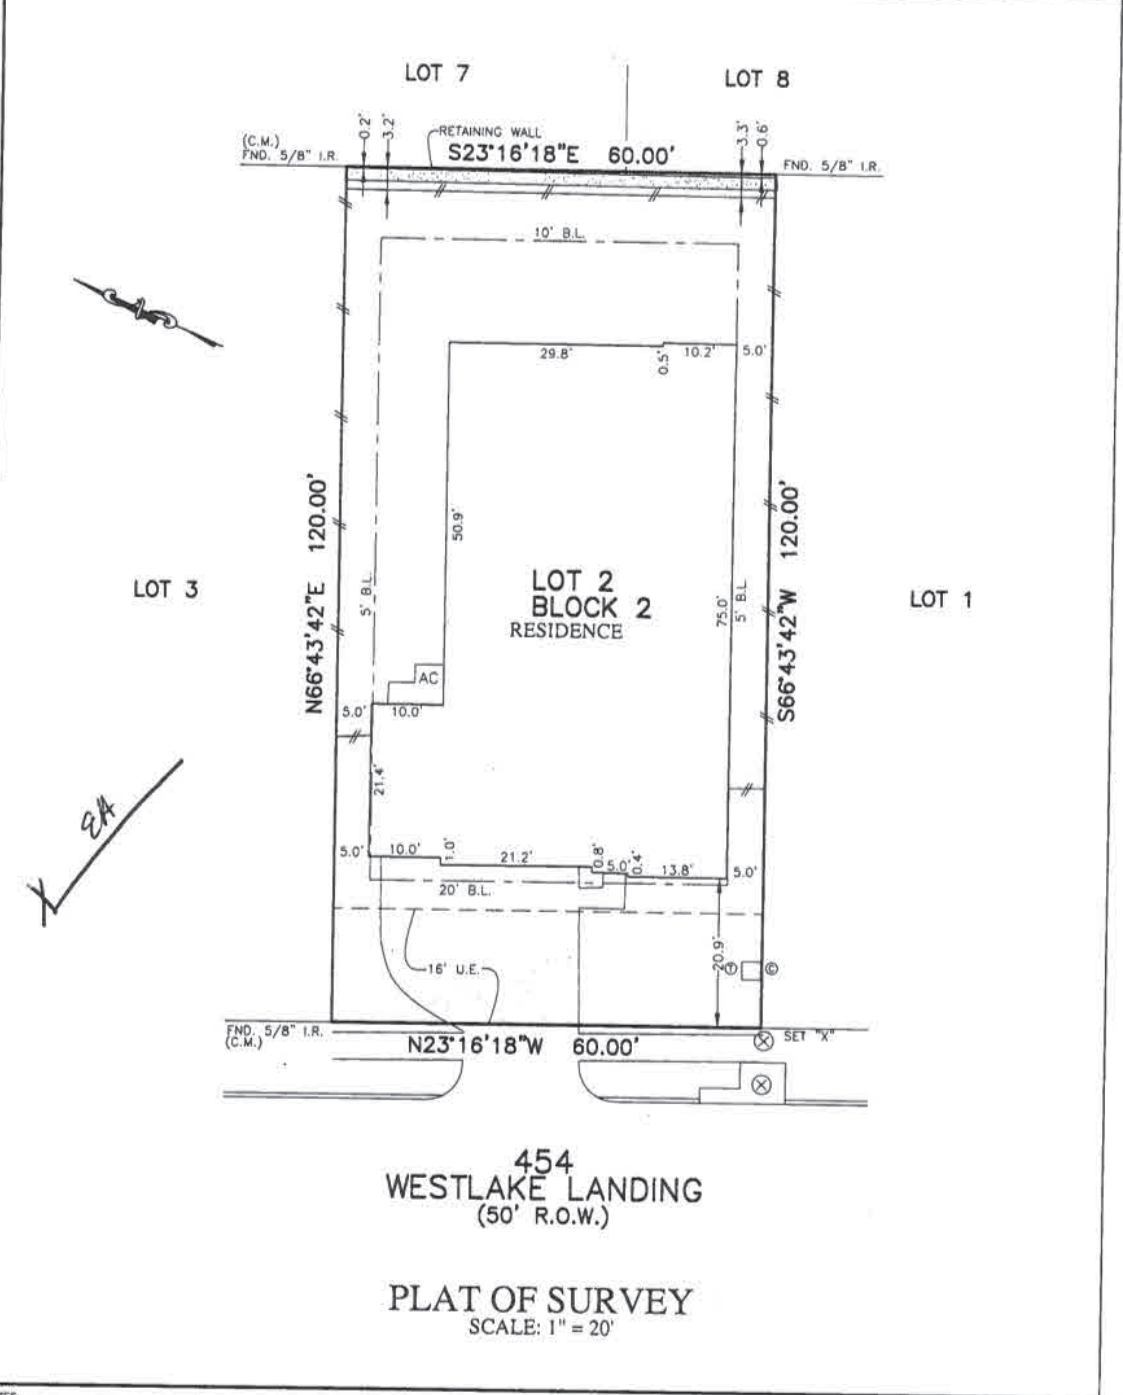 LOT 7
LOT 8
0.2'
3.2'
3.3'
0.6'
RETAINING WALL
(C.M.)
FND. 5/8" I.R.
S23°16'18"E 60.00'
FND. 5/8" I.R.
10' B.L.
29.8'
0.5'
10.2'
5.0'
50.9'
N66°43'42"E 120.00'
S66°43'42"W 120.00'
LOT 3
5' B.L.
LOT 2
BLOCK 2
RESIDENCE
75.0'
5' B.L
LOT 1
AC
5.0'
10.0'
21.4'
EH
X
5.0'
10.0'
1.0'
21.2'
0.8'
5.0'
0.4'
13.8'
5.0'
20' B.L.
16' U.E.
20.9'
T
C
FND. 5/8" I.R.
(C.M.)
N23°16'18"W 60.00'
SET "X"
454
WESTLAKE LANDING
(50' R.O.W.)
PLAT OF SURVEY
SCALE: 1" = 20'